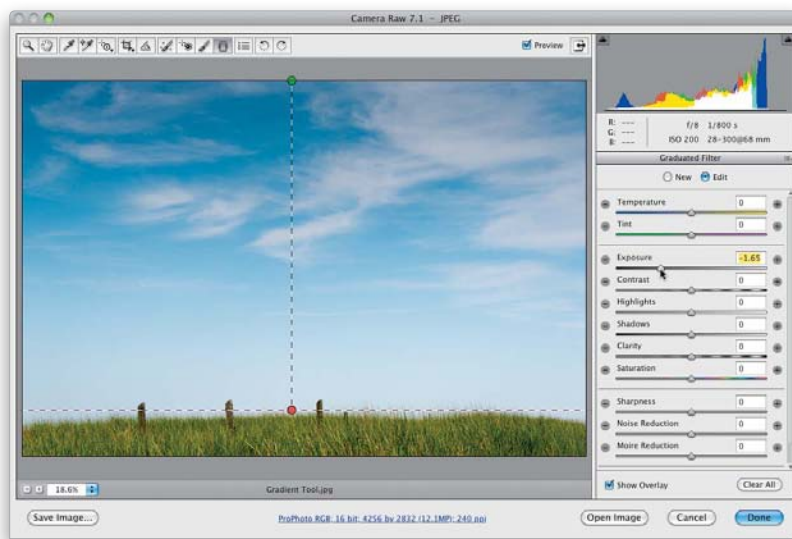 Camera Raw 7.1 – JPEG
Preview
R: ---
G: ---
B: ---
f/8 1/800 s
ISO 200 28-300@68 mm
Graduated Filter
New Edit
Temperature 0
Tint 0
Exposure -1.65
Contrast 0
Highlights 0
Shadows 0
Clarity 0
Saturation 0
Sharpness 0
Noise Reduction 0
Moire Reduction 0
18.6%
Gradient Tool.jpg
Show Overlay
Clear All
Save Image...
ProPhoto RGB; 16 bit; 4256 by 2832 (12.1MP); 240 ppi
Open Image
Cancel
Done